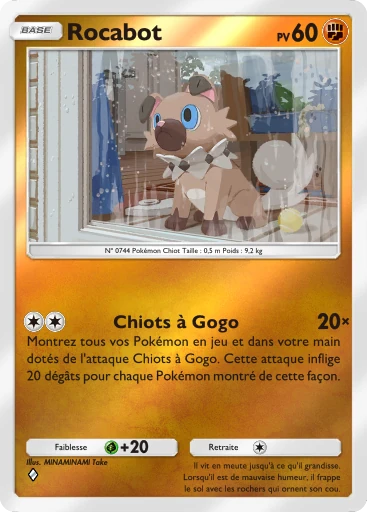 BASE
Rocabot
PV 60
N° 0744 Pokémon Chiot Taille : 0,5 m Poids : 9,2 kg
Chiots à Gogo 20×
Montrez tous vos Pokémon en jeu et dans votre main
dotés de l'attaque Chiots à Gogo. Cette attaque inflige
20 dégâts pour chaque Pokémon montré de cette façon.
Faiblesse +20 Retraite
Illus. MINAMINAMI Take
Il vit en meute jusqu'à ce qu'il grandisse.
Lorsqu'il est de mauvaise humeur, il frappe
le sol avec les rochers qui ornent son cou.